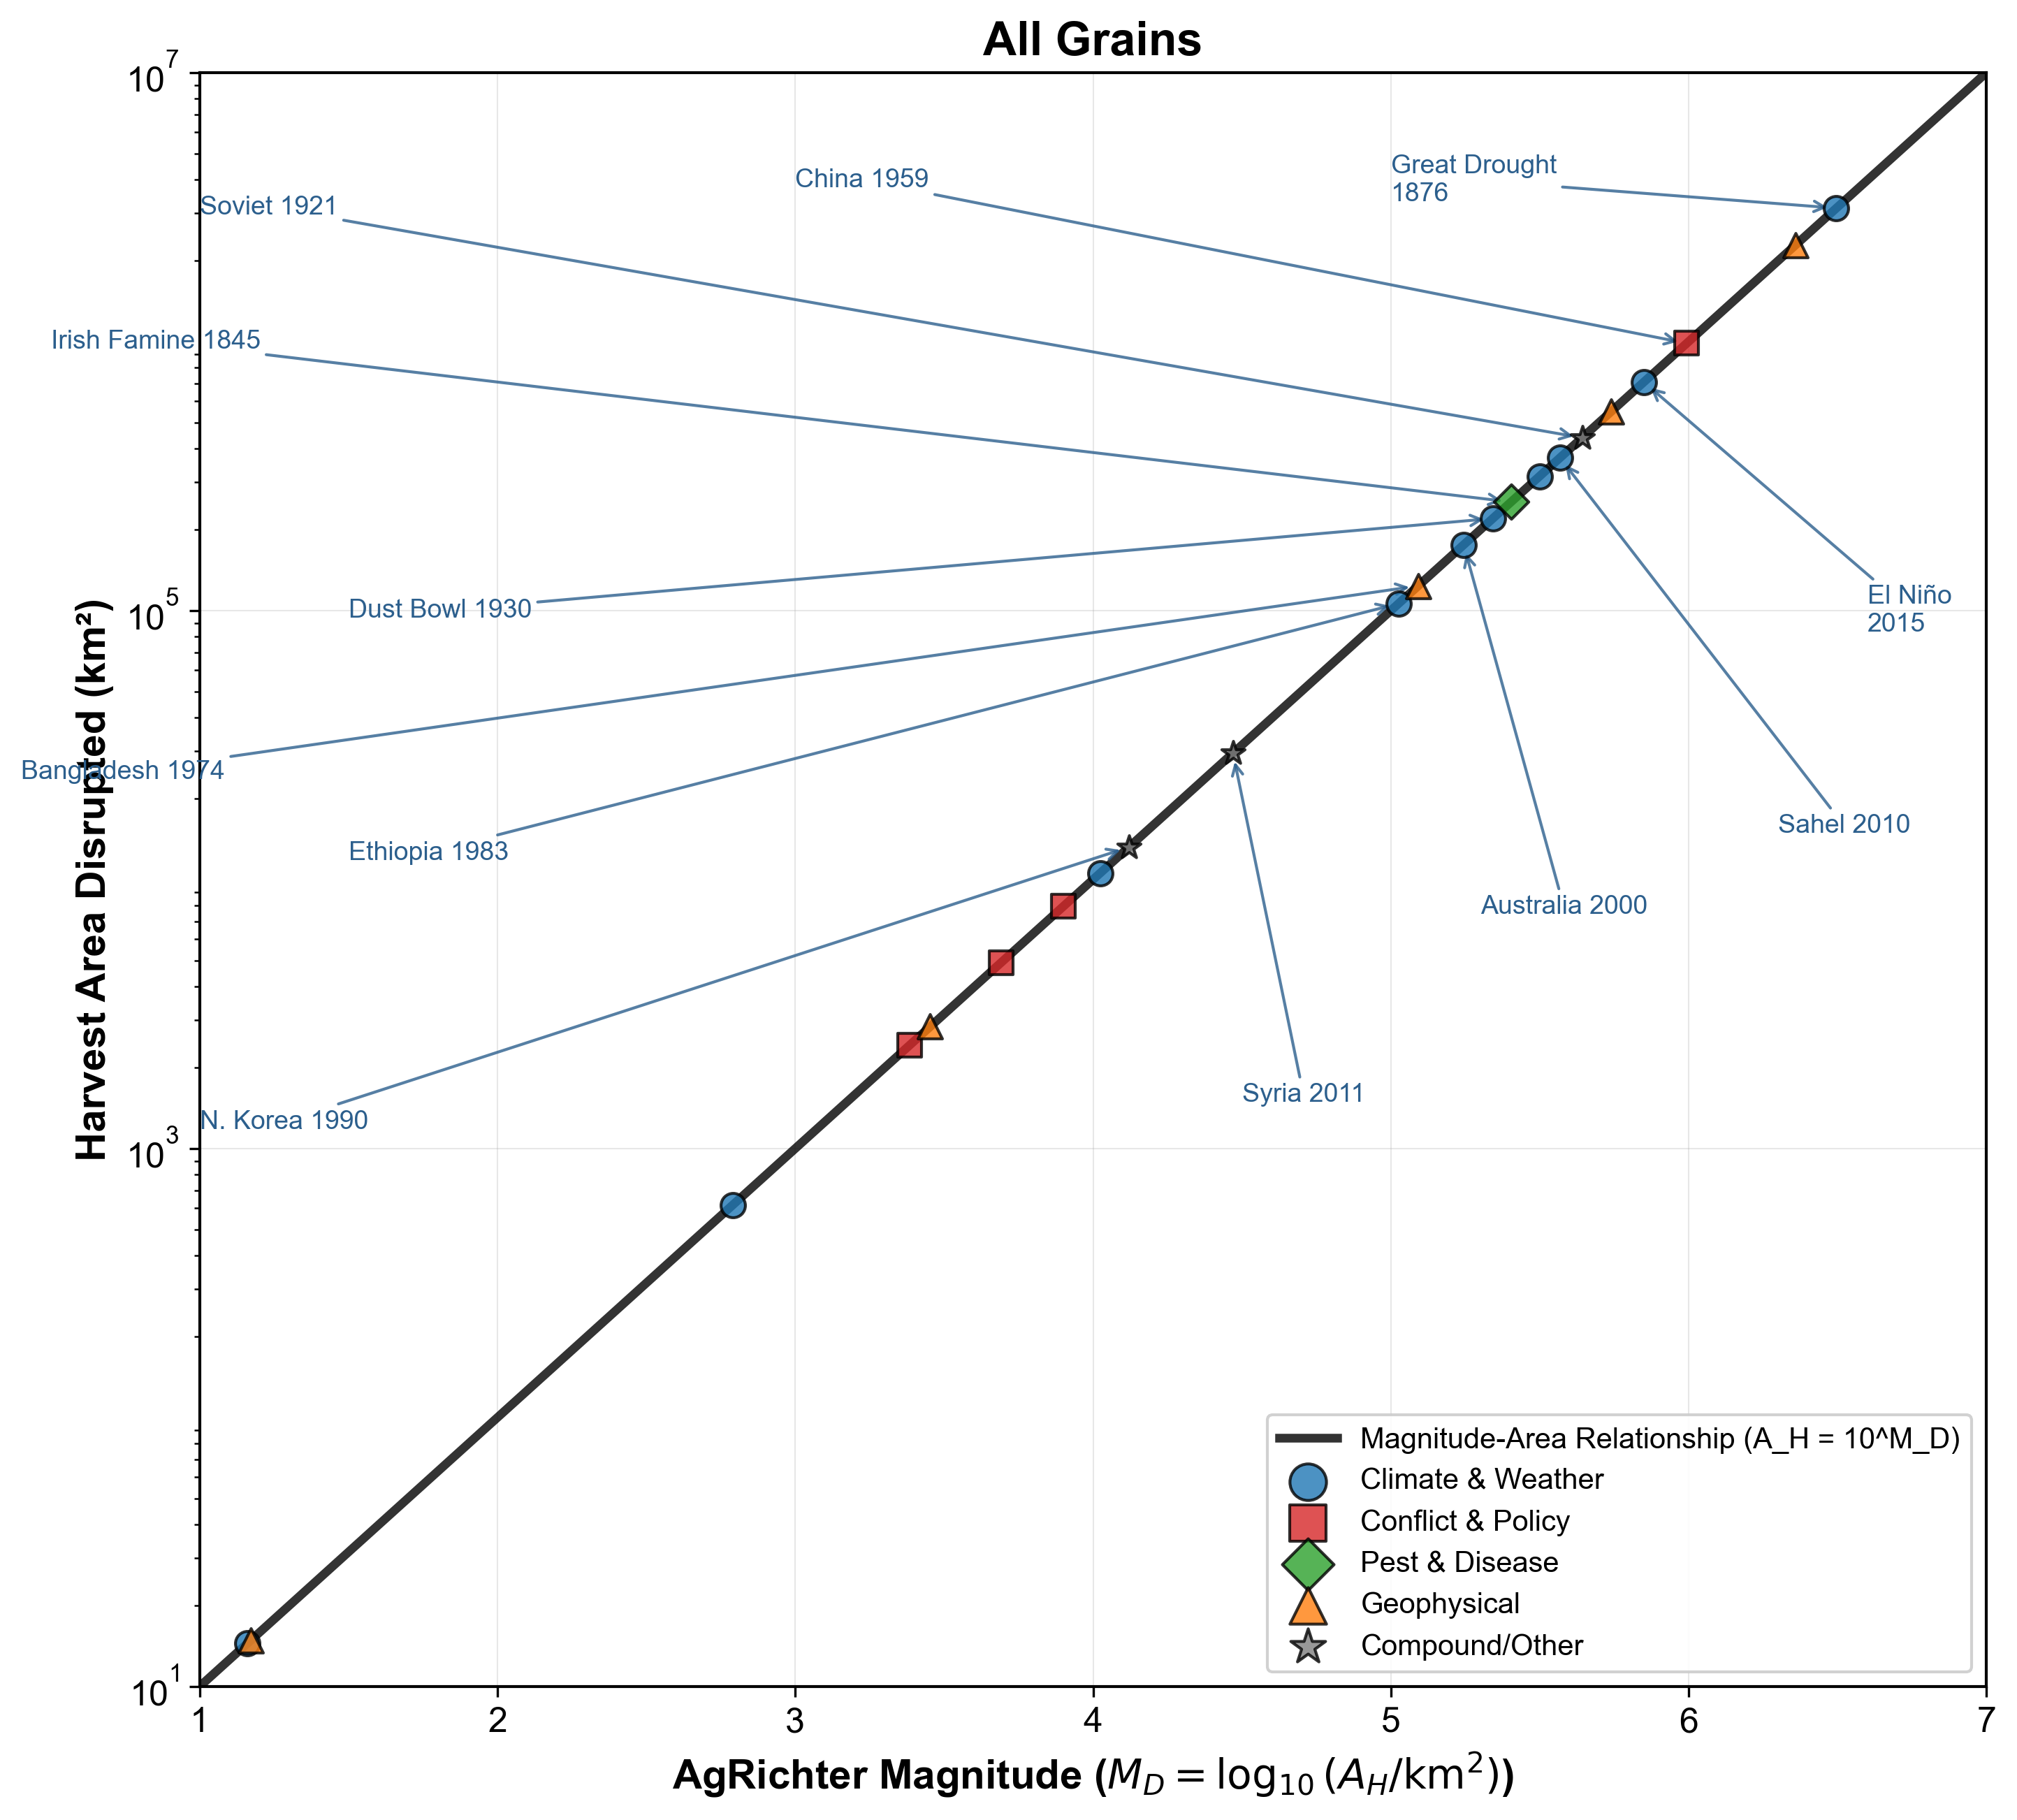 All Grains
10^7
10^5
10^3
10^1
Harvest Area Disrupted (km²)
Great Drought
1876
China 1959
Soviet 1921
Irish Famine 1845
Dust Bowl 1930
El Niño
2015
Bangladesh 1974
Sahel 2010
Ethiopia 1983
Australia 2000
Syria 2011
N. Korea 1990
Magnitude-Area Relationship (A_H = 10^M_D)
Climate & Weather
Conflict & Policy
Pest & Disease
Geophysical
Compound/Other
1 2 3 4 5 6 7
AgRichter Magnitude (M_D = log_10 (A_H/km^2))